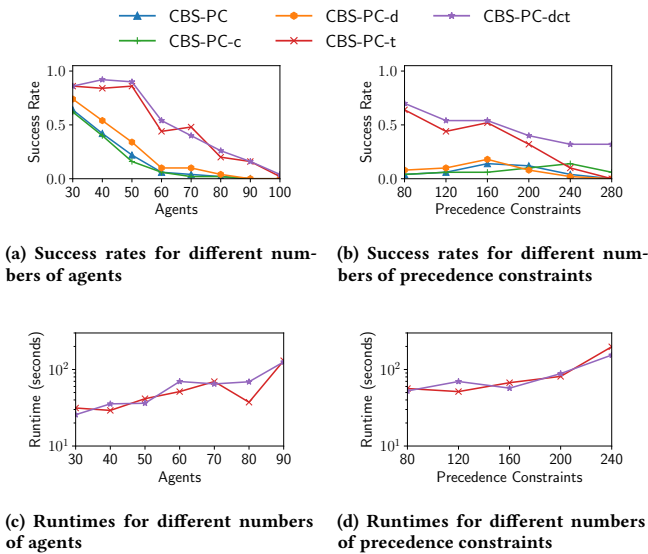 CBS-PC
CBS-PC-d
CBS-PC-dct
CBS-PC-c
CBS-PC-t
1.0
0.5
0.0
Success Rate
30 40 50 60 70 80 90 100
Agents
1.0
0.5
0.0
Success Rate
80 120 160 200 240 280
Precedence Constraints
(a) Success rates for different num-
bers of agents
(b) Success rates for different num-
bers of precedence constraints
10²
10¹
Runtime (seconds)
30 40 50 60 70 80 90
Agents
10²
10¹
Runtime (seconds)
80 120 160 200 240
Precedence Constraints
(c) Runtimes for different numbers
of agents
(d) Runtimes for different numbers
of precedence constraints